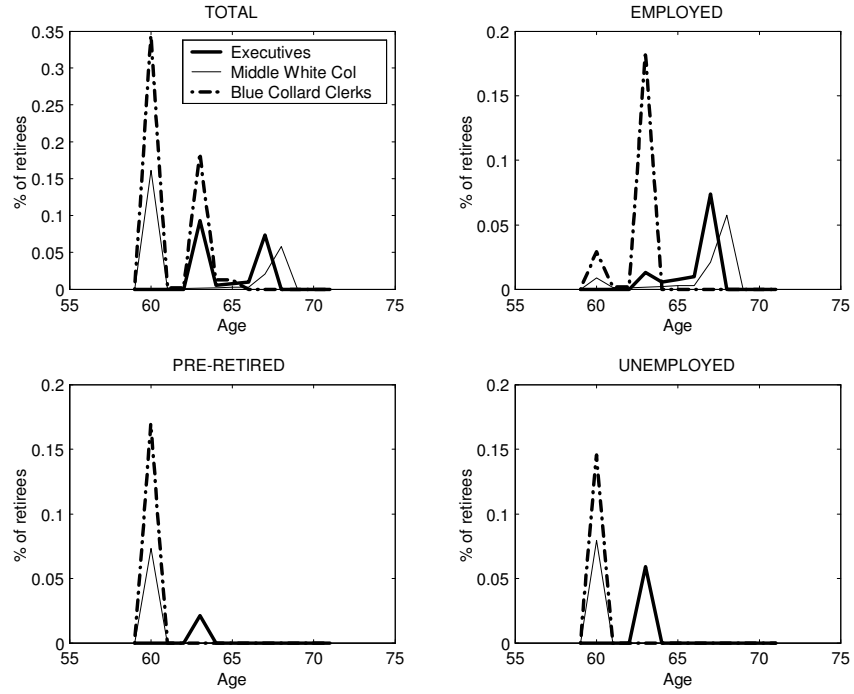 TOTAL
0.35
0.3
0.25
0.2
0.15
0.1
0.05
0
% of retirees
55 60 65 70 75
Age
Executives
Middle White Col
Blue Collard Clerks
EMPLOYED
0.2
0.15
0.1
0.05
0
% of retirees
55 60 65 70 75
Age
PRE-RETIRED
0.2
0.15
0.1
0.05
0
% of retirees
55 60 65 70 75
Age
UNEMPLOYED
0.2
0.15
0.1
0.05
0
% of retirees
55 60 65 70 75
Age